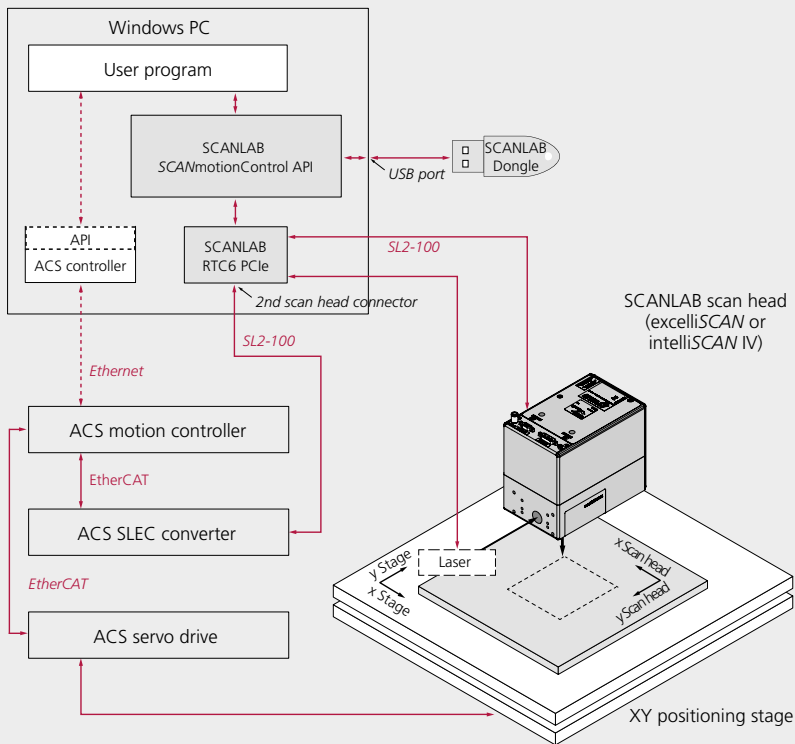 Windows PC
User program
SCANLAB
SCANmotionControl API
USB port
SCANLAB
Dongle
API
ACS controller
SCANLAB
RTC6 PCIe
SL2-100
2nd scan head connector
SL2-100
SCANLAB scan head
(excelliSCAN or
intelliSCAN IV)
Ethernet
ACS motion controller
EtherCAT
ACS SLEC converter
EtherCAT
ACS servo drive
Laser
y Stage
x Stage
x Scan head
y Scan head
XY positioning stage